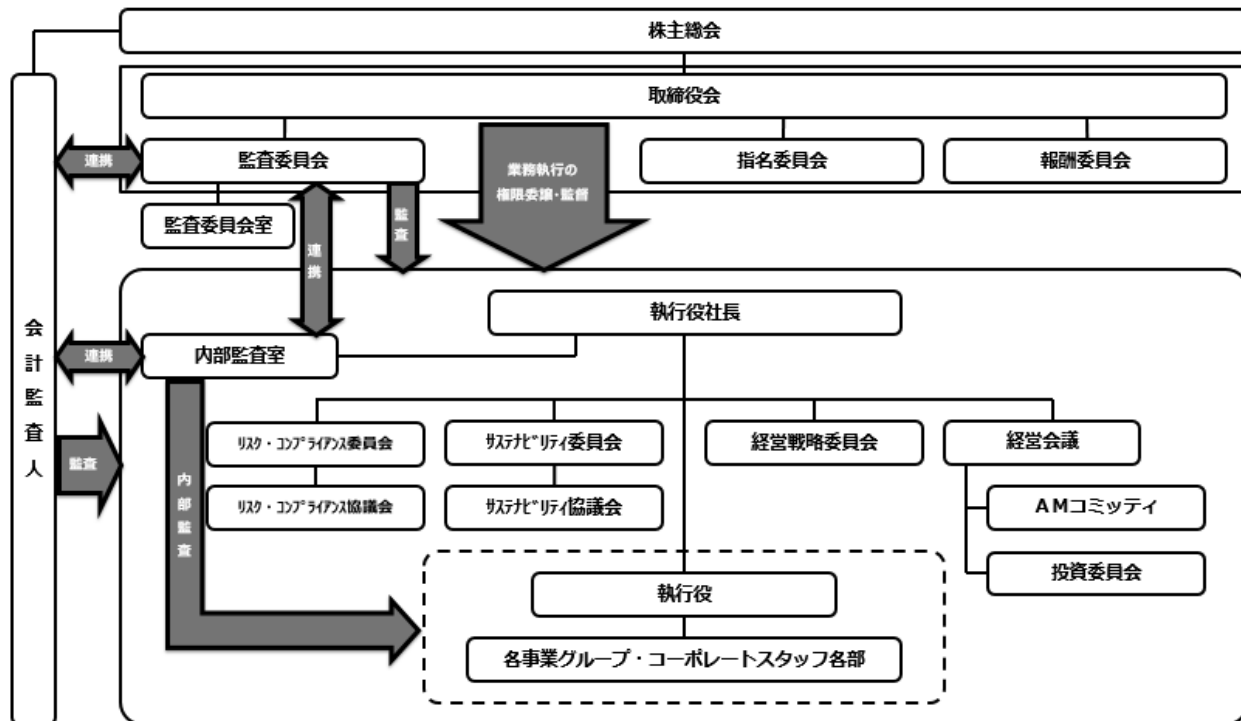 株主総会
取締役会
監査委員会
指名委員会
報酬委員会
連携
業務執行の
権限委譲・監督
監査委員会室
監査
連携
執行役社長
会計監査人
内部監査室
連携
監査
リスク・コンプライアンス委員会
サステナビリティ委員会
経営戦略委員会
経営会議
リスク・コンプライアンス協議会
サステナビリティ協議会
AMコミッティ
内部監査
投資委員会
執行役
各事業グループ・コーポレートスタッフ各部